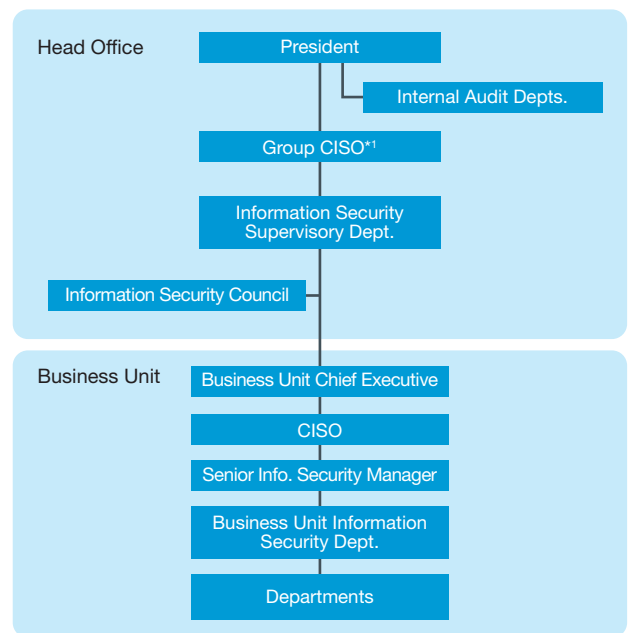 Head Office
President
Internal Audit Depts.
Group CISO*1
Information Security
Supervisory Dept.
Information Security Council
Business Unit
Business Unit Chief Executive
CISO
Senior Info. Security Manager
Business Unit Information
Security Dept.
Departments